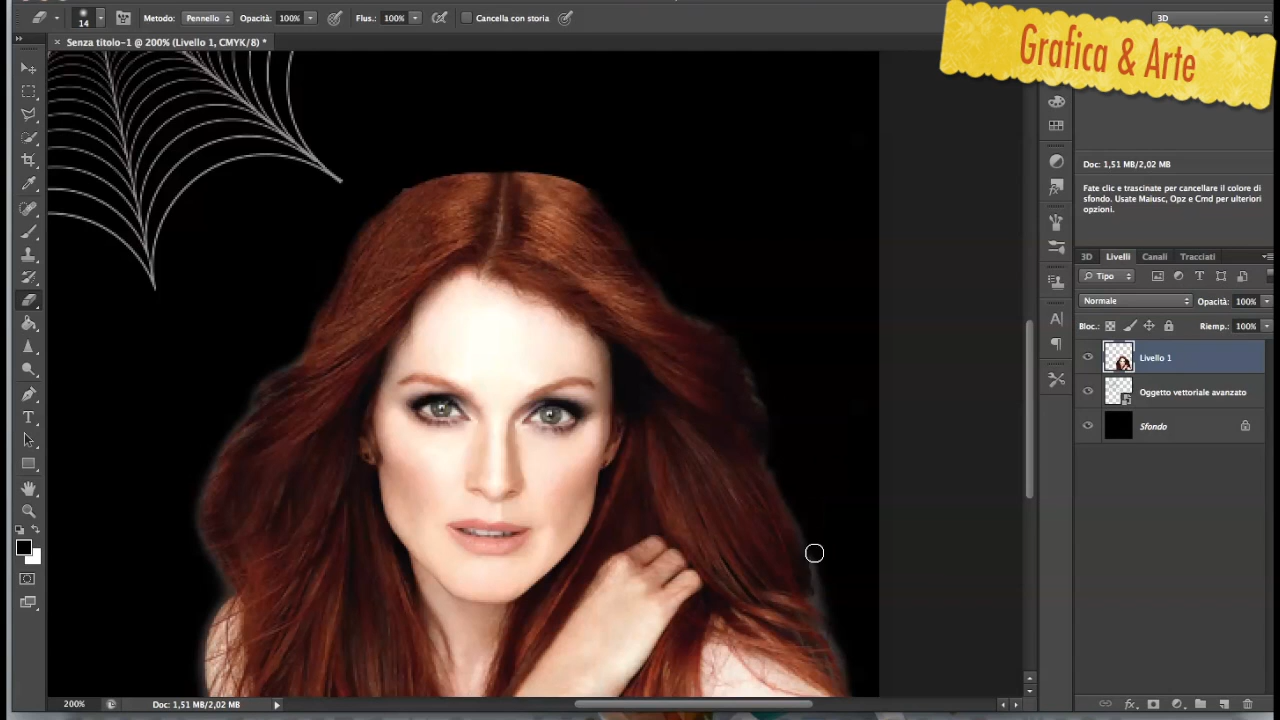 Metodo: Pennello Opacità: 100% Flus.: 100% Cancella con storia
14
3D
Grafica & Arte
× Senza titolo-1 @ 200% (Livello 1, CMYK/8) *
Doc: 1,51 MB/2,02 MB
Fate clic e trascinate per cancellare il colore di
sfondo. Usate Maiusc, Opz e Cmd per ulteriori
opzioni.
3D Livelli Canali Tracciati
Tipo
Normale Opacità: 100%
Bloc.: Riemp.: 100%
Livello 1
Oggetto vettoriale avanzato
Sfondo
200% Doc: 1,51 MB/2,02 MB